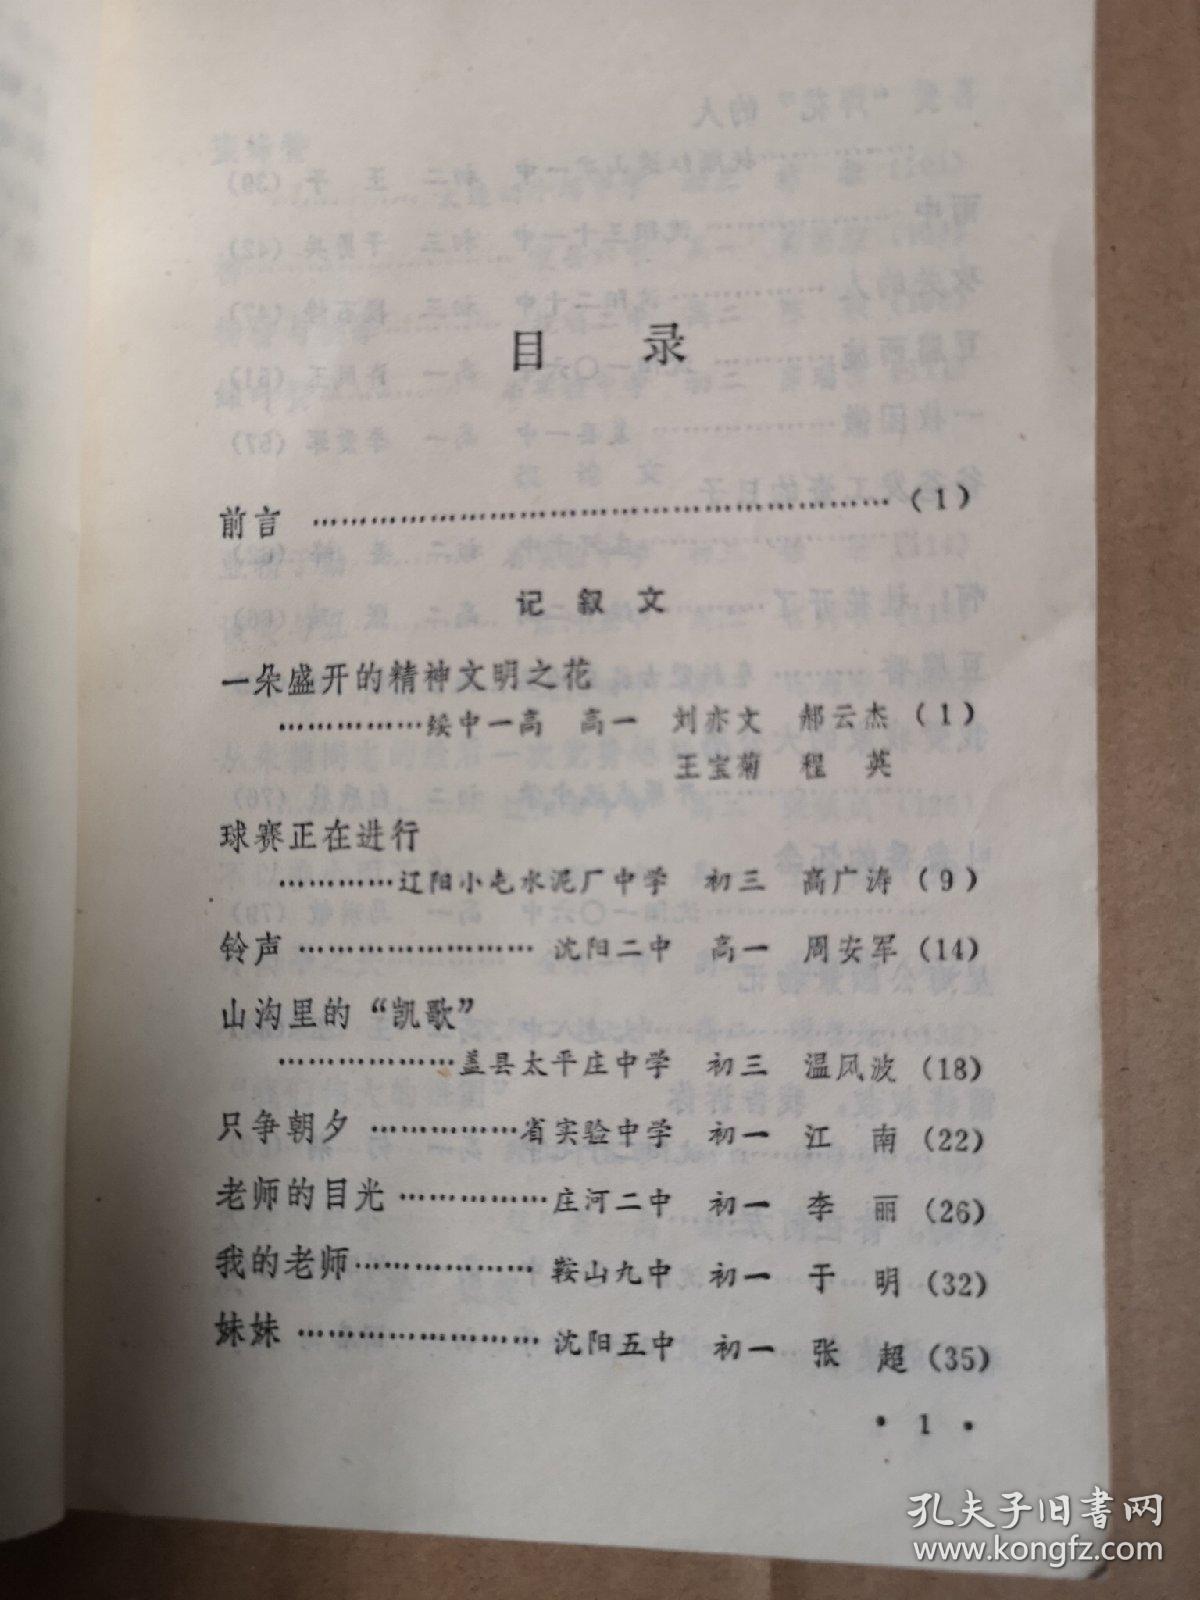 目 录
前言 ……………………………………………… (1)
记 叙 文
一朵盛开的精神文明之花
……………绥中一高 高一 刘亦文 郝云杰 (1)
王宝菊 程 英
球赛正在进行
…………辽阳小屯水泥厂中学 初三 高广涛 (9)
铃声 …………………… 沈阳二中 高一 周安军 (14)
山沟里的“凯歌”
………………盖县太平庄中学 初三 温风波 (18)
只争朝夕 ……………省实验中学 初一 江 南 (22)
老师的目光 ……………庄河二中 初一 李 丽 (26)
我的老师……………… 鞍山九中 初一 于 明 (32)
妹妹 …………………… 沈阳五中 初一 张 超 (35)
• 1 •
孔夫子旧书网
www.kongfz.com